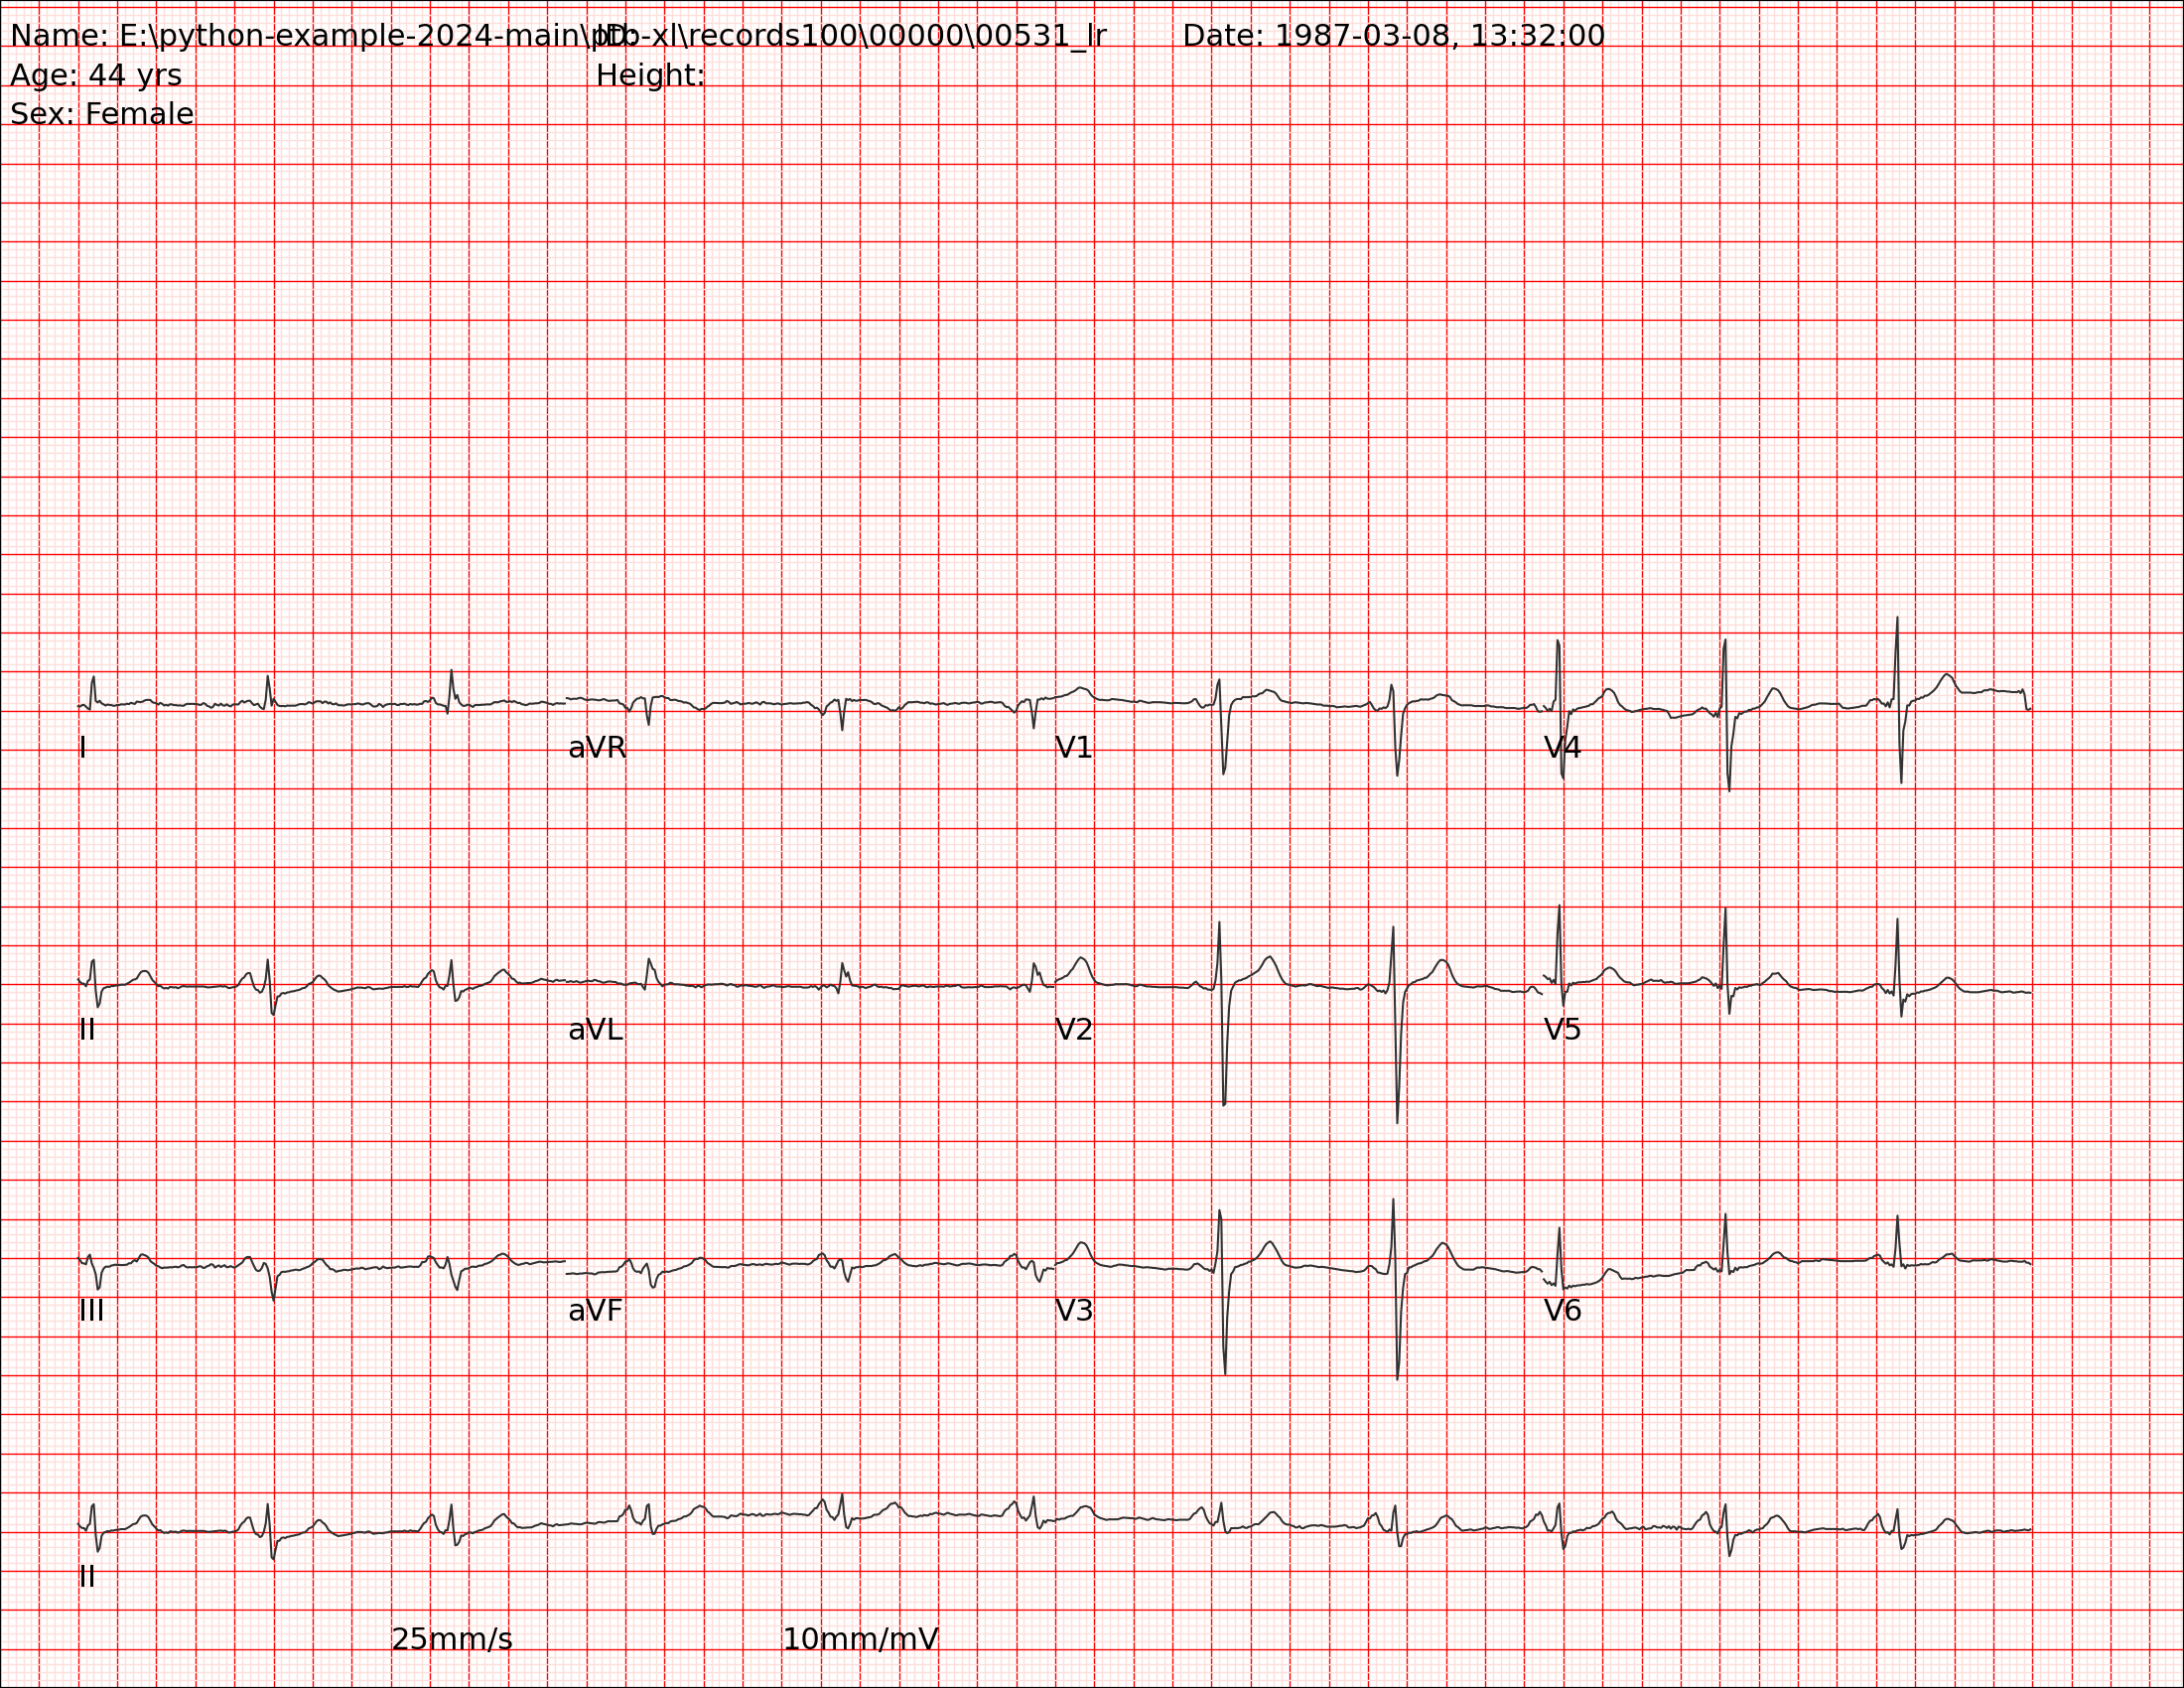 Name: E:\python-example-2024-main\ptb-xl\records100\00000\00531_lr ID: Date: 1987-03-08, 13:32:00
Age: 44 yrs Height:
Sex: Female
I aVR V1 V4
II aVL V2 V5
III aVF V3 V6
II
25mm/s 10mm/mV